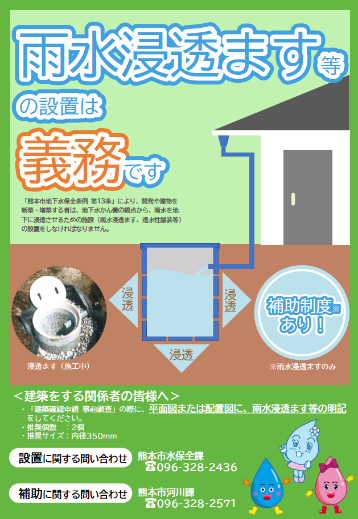 雨水浸透ます等
の設置は
義務です
「熊本市地下水保全条例 第13条」により、開発や建物を
新築・増築する者は、地下水かん養の観点から、雨水を地
下に浸透させるための施設（雨水浸透ます、透水性舗装等）
の設置をしなければなりません。
浸透
浸透
浸透
浸透ます（施工中）
補助制度※
あり！
※雨水浸透ますのみ
＜建築をする関係者の皆様へ＞
・「建築確認申請 事前調査」の際に、平面図または配置図に、雨水浸透ます等の明記
をしてください。
・推奨個数　：2個
・推奨サイズ：内径350mm
設置に関する問い合わせ
熊本市水保全課
☎096-328-2436
補助に関する問い合わせ
熊本市河川課
☎096-328-2571